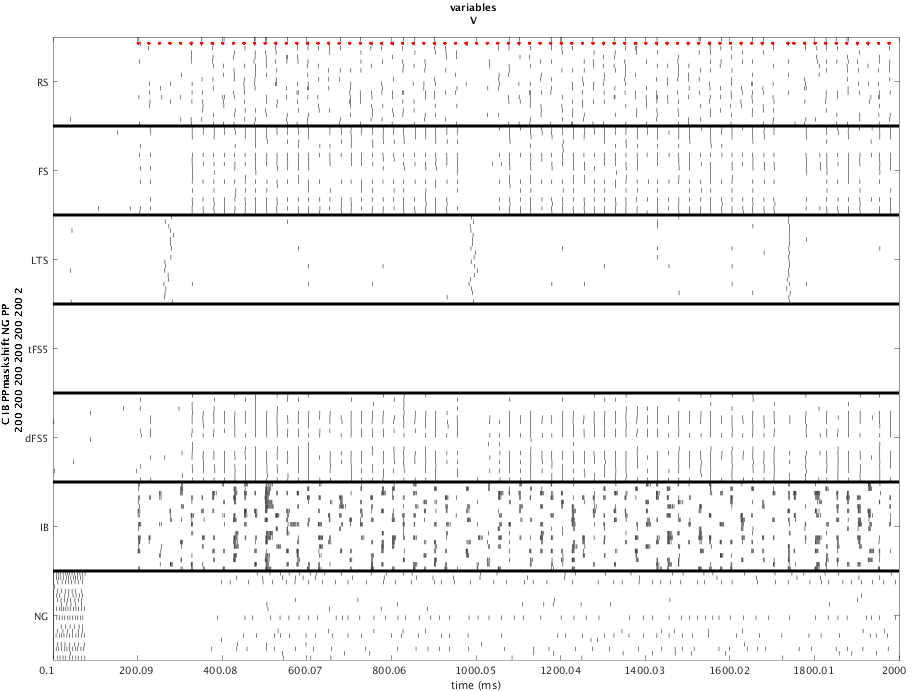 variables
V
RS
FS
LTS
tFS5
dFS5
IB
NG
C IB PPmaskshift NG PP
200 200 200 200 200 200 2
0.1 200.09 400.08 600.07 800.06 1000.05 1200.04 1400.03 1600.02 1800.01 2000
time (ms)